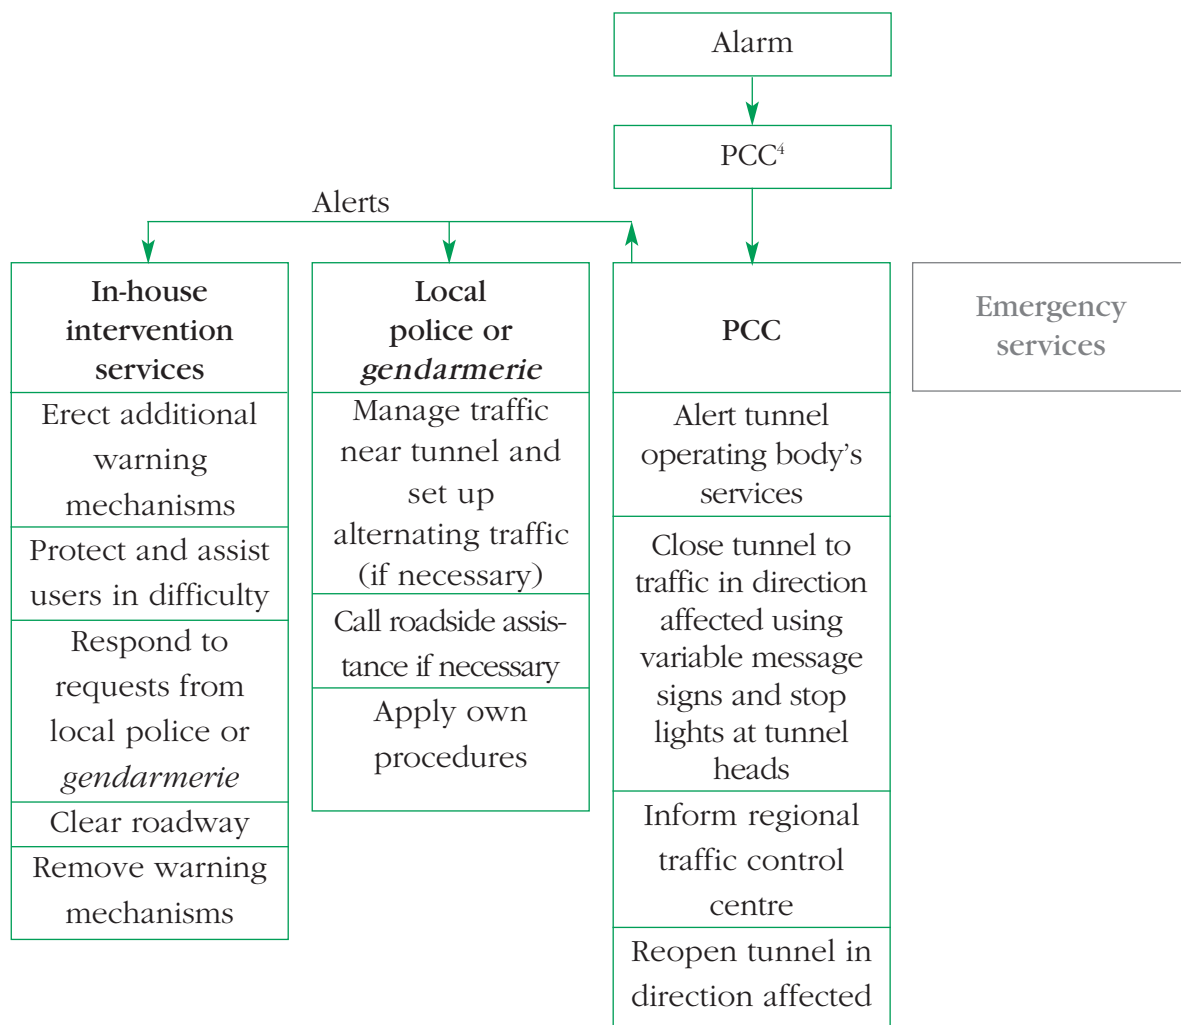 Alarm
PCC⁴
Alerts
In-house
intervention
services
Erect additional
warning
mechanisms
Protect and assist
users in difficulty
Respond to
requests from
local police or
gendarmerie
Clear roadway
Remove warning
mechanisms
Local
police or
gendarmerie
Manage traffic
near tunnel and
set up
alternating traffic
(if necessary)
Call roadside assis-
tance if necessary
Apply own
procedures
PCC
Alert tunnel
operating body's
services
Close tunnel to
traffic in direction
affected using
variable message
signs and stop
lights at tunnel
heads
Inform regional
traffic control
centre
Reopen tunnel in
direction affected
Emergency
services